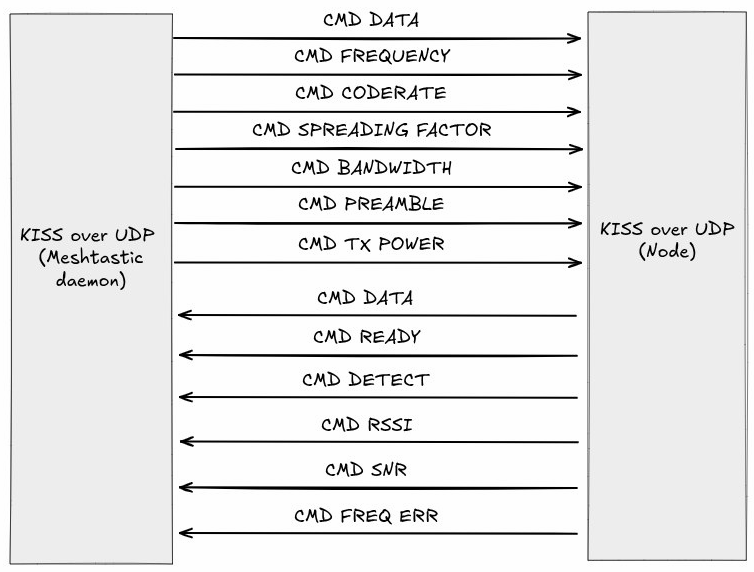 CMD DATA
CMD FREQUENCY
CMD CODERATE
CMD SPREADING FACTOR
CMD BANDWIDTH
CMD PREAMBLE
CMD TX POWER
KISS over UDP
(Meshtastic
daemon)
KISS over UDP
(Node)
CMD DATA
CMD READY
CMD DETECT
CMD RSSI
CMD SNR
CMD FREQ ERR